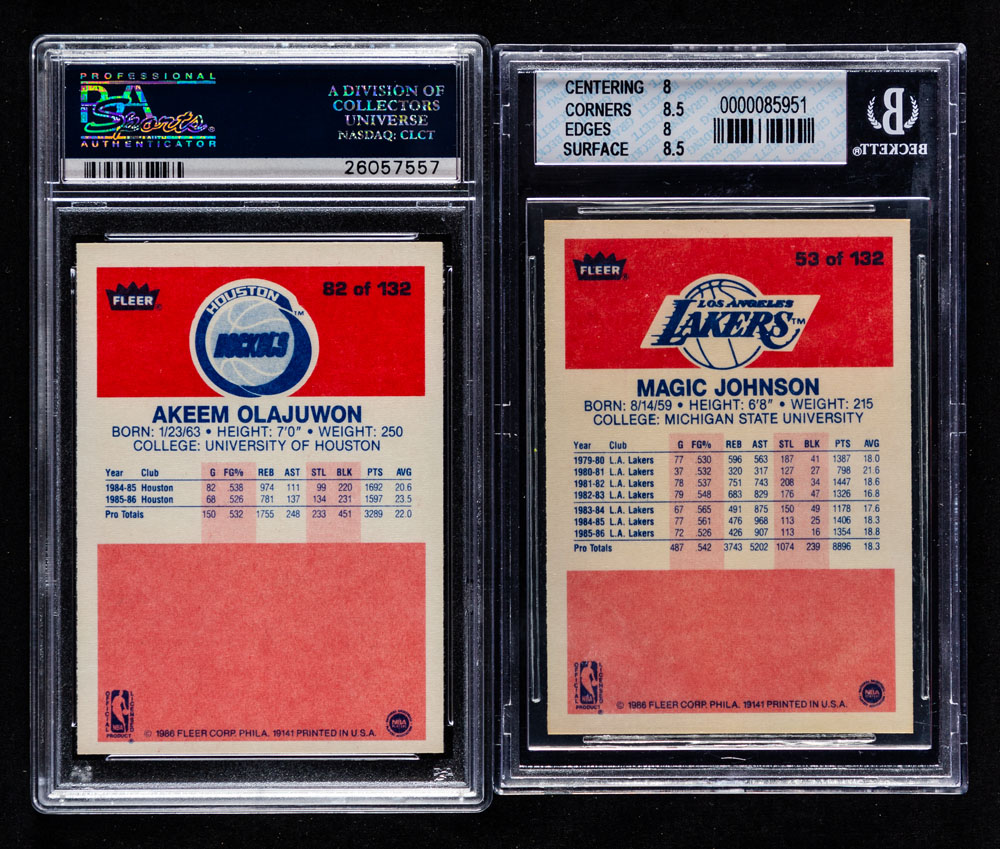 PROFESSIONAL
PSA
Sports
AUTHENTICATOR
A DIVISION OF
COLLECTORS
UNIVERSE
NASDAQ: CLCT
26057557
FLEER®
82 of 132
HOUSTON
ROCKETS
TM
AKEEM OLAJUWON
BORN: 1/23/63 • HEIGHT: 7'0" • WEIGHT: 250
COLLEGE: UNIVERSITY OF HOUSTON
Year Club G FG% REB AST STL BLK PTS AVG
1984-85 Houston 82 .538 974 111 99 220 1692 20.6
1985-86 Houston 68 .526 781 137 134 231 1597 23.5
Pro Totals 150 .532 1755 248 233 451 3289 22.0
OFFICIAL NBA PRODUCT LICENSED
NBA
© 1986 FLEER CORP. PHILA. 19141 PRINTED IN U.S.A.
CENTERING 8
CORNERS 8.5
EDGES 8
SURFACE 8.5
0000085951
B
BECKETT®
FLEER®
53 of 132
LOS ANGELES
LAKERS TM
MAGIC JOHNSON
BORN: 8/14/59 • HEIGHT: 6'8" • WEIGHT: 215
COLLEGE: MICHIGAN STATE UNIVERSITY
Year Club G FG% REB AST STL BLK PTS AVG
1979-80 L.A. Lakers 77 .530 596 563 187 41 1387 18.0
1980-81 L.A. Lakers 37 .532 320 317 127 27 798 21.6
1981-82 L.A. Lakers 78 .537 751 743 208 34 1447 18.6
1982-83 L.A. Lakers 79 .548 683 829 176 47 1326 16.8
1983-84 L.A. Lakers 67 .565 491 875 150 49 1178 17.6
1984-85 L.A. Lakers 77 .561 476 968 113 25 1406 18.3
1985-86 L.A. Lakers 72 .526 426 907 113 16 1354 18.8
Pro Totals 487 .542 3743 5202 1074 239 8896 18.3
OFFICIAL NBA PRODUCT LICENSED
NBA
© 1986 FLEER CORP. PHILA. 19141 PRINTED IN U.S.A.